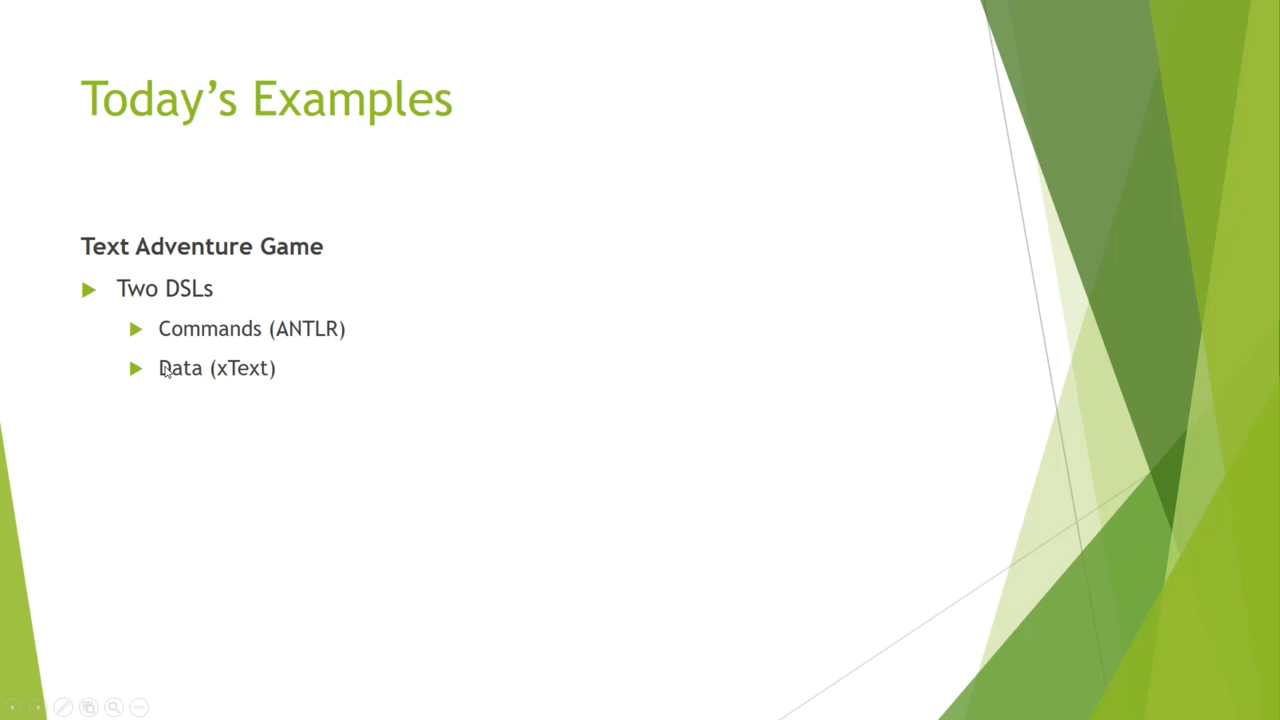 Today’s Examples
Text Adventure Game
Two DSLs
Commands (ANTLR)
Data (xText)